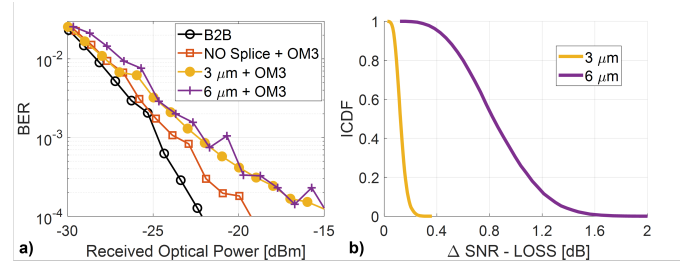 B2B
NO Splice + OM3
3 μm + OM3
6 μm + OM3
10⁻²
10⁻³
10⁻⁴
BER
-30
-25
-20
-15
Received Optical Power [dBm]
a)
3 μm
6 μm
1
0.8
0.6
0.4
0.2
0
ICDF
0
0.4
0.8
1.2
1.6
2
Δ SNR - LOSS [dB]
b)